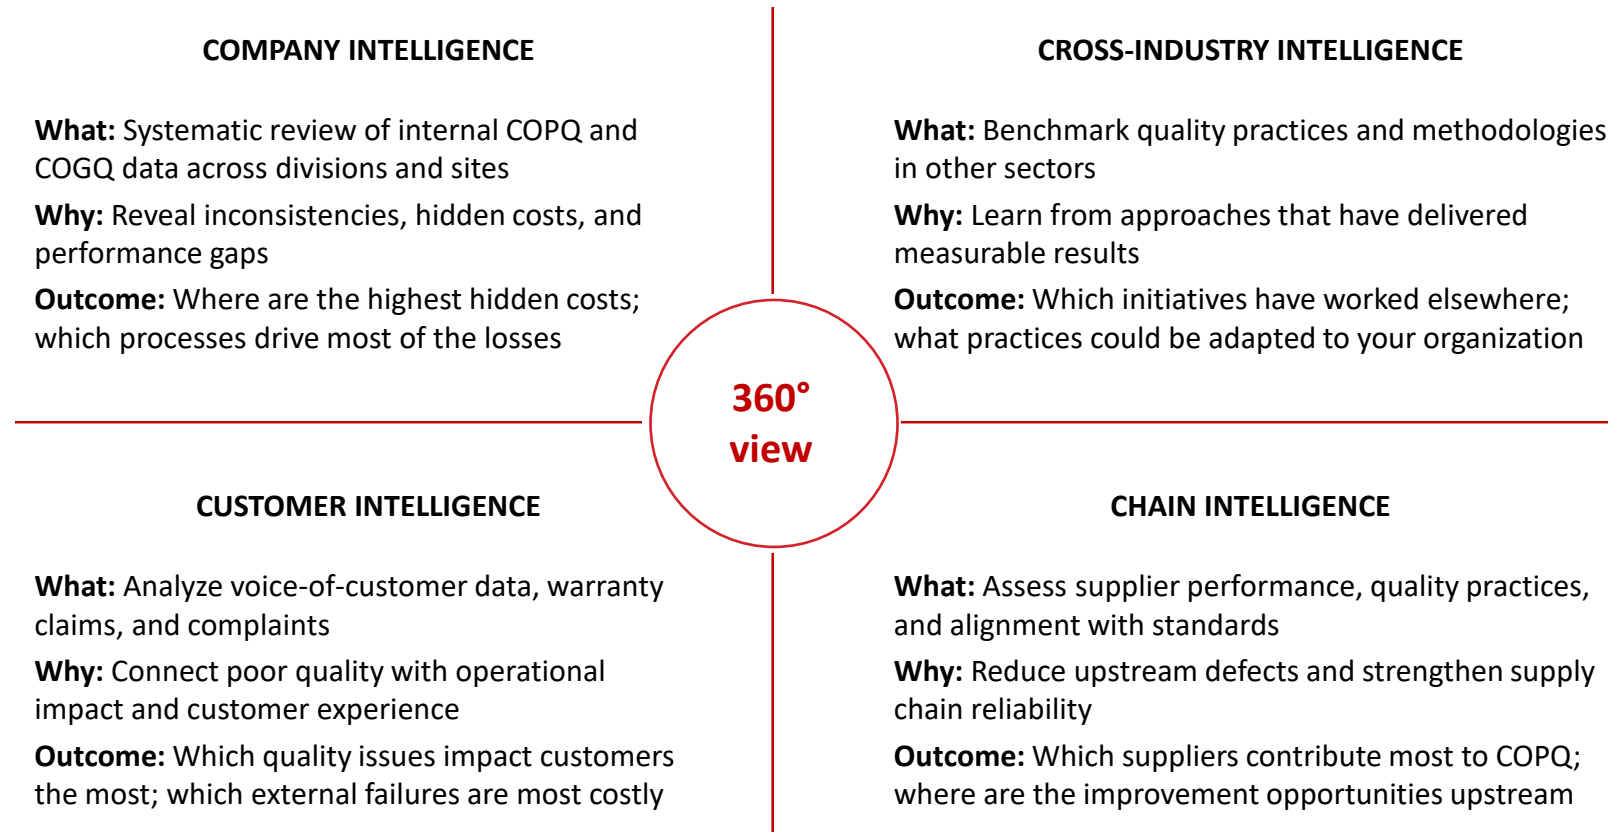 COMPANY INTELLIGENCE
What: Systematic review of internal COPQ and
COGQ data across divisions and sites
Why: Reveal inconsistencies, hidden costs, and
performance gaps
Outcome: Where are the highest hidden costs;
which processes drive most of the losses
CROSS-INDUSTRY INTELLIGENCE
What: Benchmark quality practices and methodologies
in other sectors
Why: Learn from approaches that have delivered
measurable results
Outcome: Which initiatives have worked elsewhere;
what practices could be adapted to your organization
360°
view
CUSTOMER INTELLIGENCE
What: Analyze voice-of-customer data, warranty
claims, and complaints
Why: Connect poor quality with operational
impact and customer experience
Outcome: Which quality issues impact customers
the most; which external failures are most costly
CHAIN INTELLIGENCE
What: Assess supplier performance, quality practices,
and alignment with standards
Why: Reduce upstream defects and strengthen supply
chain reliability
Outcome: Which suppliers contribute most to COPQ;
where are the improvement opportunities upstream